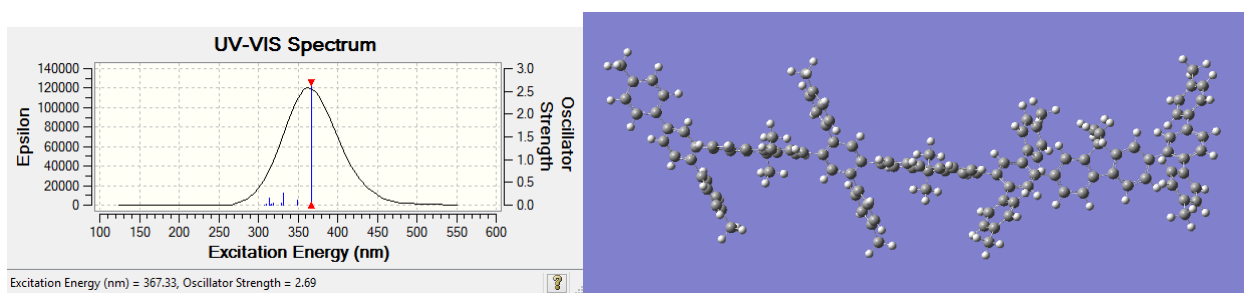 UV-VIS Spectrum
Epsilon
140000
120000
100000
80000
60000
40000
20000
0
3.0
2.5
2.0
1.5
1.0
0.5
0.0
Oscillator
Strength
100 150 200 250 300 350 400 450 500 550 600
Excitation Energy (nm)
Excitation Energy (nm) = 367.33, Oscillator Strength = 2.69
?